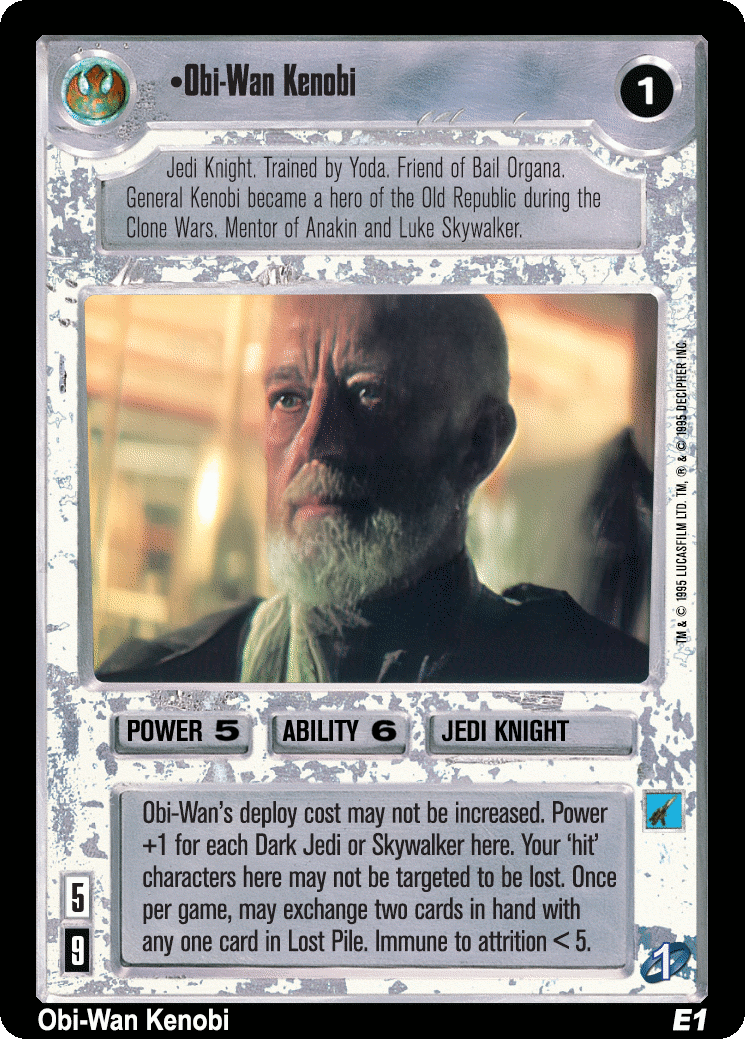 •Obi-Wan Kenobi
1
Jedi Knight. Trained by Yoda. Friend of Bail Organa.
General Kenobi became a hero of the Old Republic during the
Clone Wars. Mentor of Anakin and Luke Skywalker.
TM & © 1995 LUCASFILM LTD. TM, ® & © 1995 DECIPHER INC.
POWER 5
ABILITY 6
JEDI KNIGHT
Obi-Wan's deploy cost may not be increased. Power
+1 for each Dark Jedi or Skywalker here. Your ‘hit’
characters here may not be targeted to be lost. Once
per game, may exchange two cards in hand with
any one card in Lost Pile. Immune to attrition < 5.
5
9
1
Obi-Wan Kenobi
E1